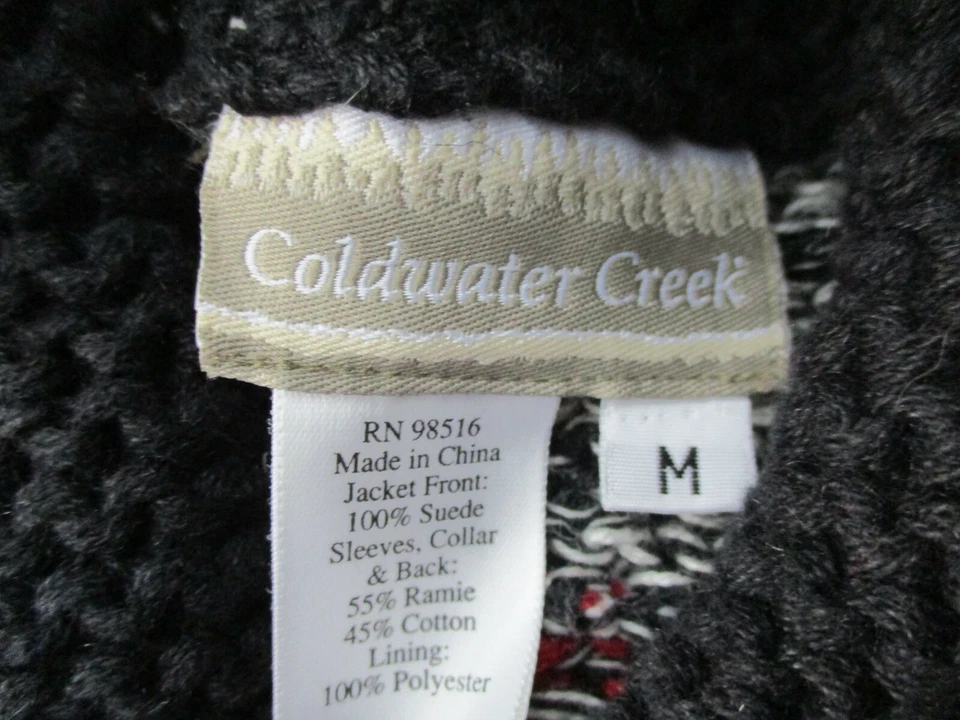 Coldwater Creek
RN 98516
Made in China
Jacket Front:
100% Suede
Sleeves, Collar
& Back:
55% Ramie
45% Cotton
Lining:
100% Polyester
M